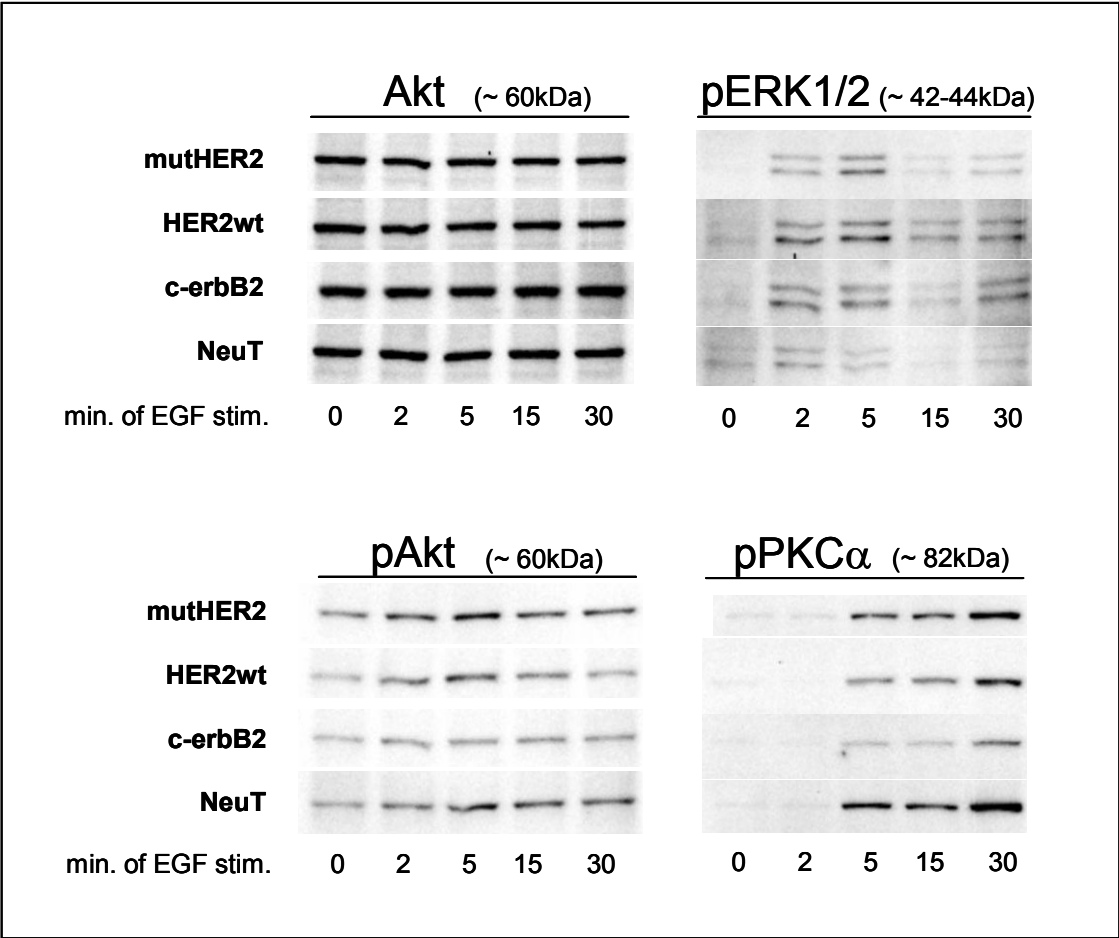 Akt (~ 60kDa)
pERK1/2 (~ 42-44kDa)
mutHER2
HER2wt
c-erbB2
NeuT
min. of EGF stim. 0 2 5 15 30
0 2 5 15 30
pAkt (~ 60kDa)
pPKCα (~ 82kDa)
mutHER2
HER2wt
c-erbB2
NeuT
min. of EGF stim. 0 2 5 15 30
0 2 5 15 30